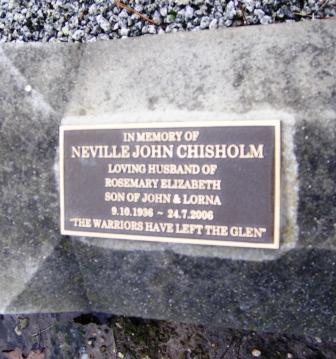 IN MEMORY OF
NEVILLE JOHN CHISHOLM
LOVING HUSBAND OF
ROSEMARY ELIZABETH
SON OF JOHN & LORNA
9.10.1936 ~ 24.7.2006
"THE WARRIORS HAVE LEFT THE GLEN"